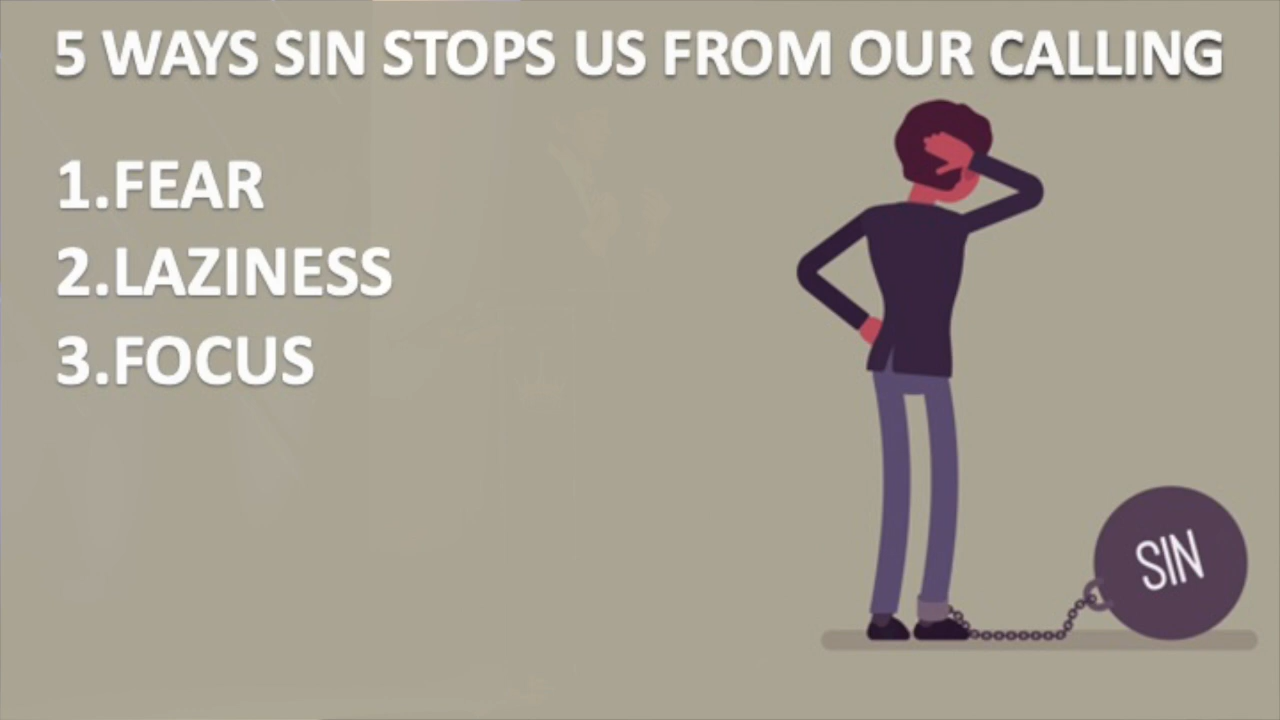 5 WAYS SIN STOPS US FROM OUR CALLING
1.FEAR
2.LAZINESS
3.FOCUS
SIN